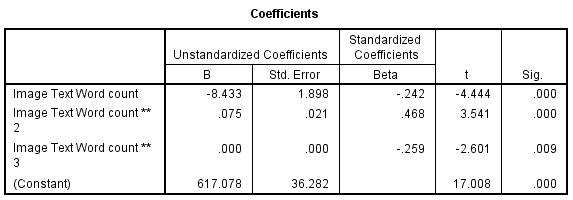 Coefficients
Unstandardized Coefficients Standardized Coefficients
B Std. Error Beta t Sig.
Image Text Word count -8.433 1.898 -.242 -4.444 .000
Image Text Word count ** 2 .075 .021 .468 3.541 .000
Image Text Word count ** 3 .000 .000 -.259 -2.601 .009
(Constant) 617.078 36.282 17.008 .000